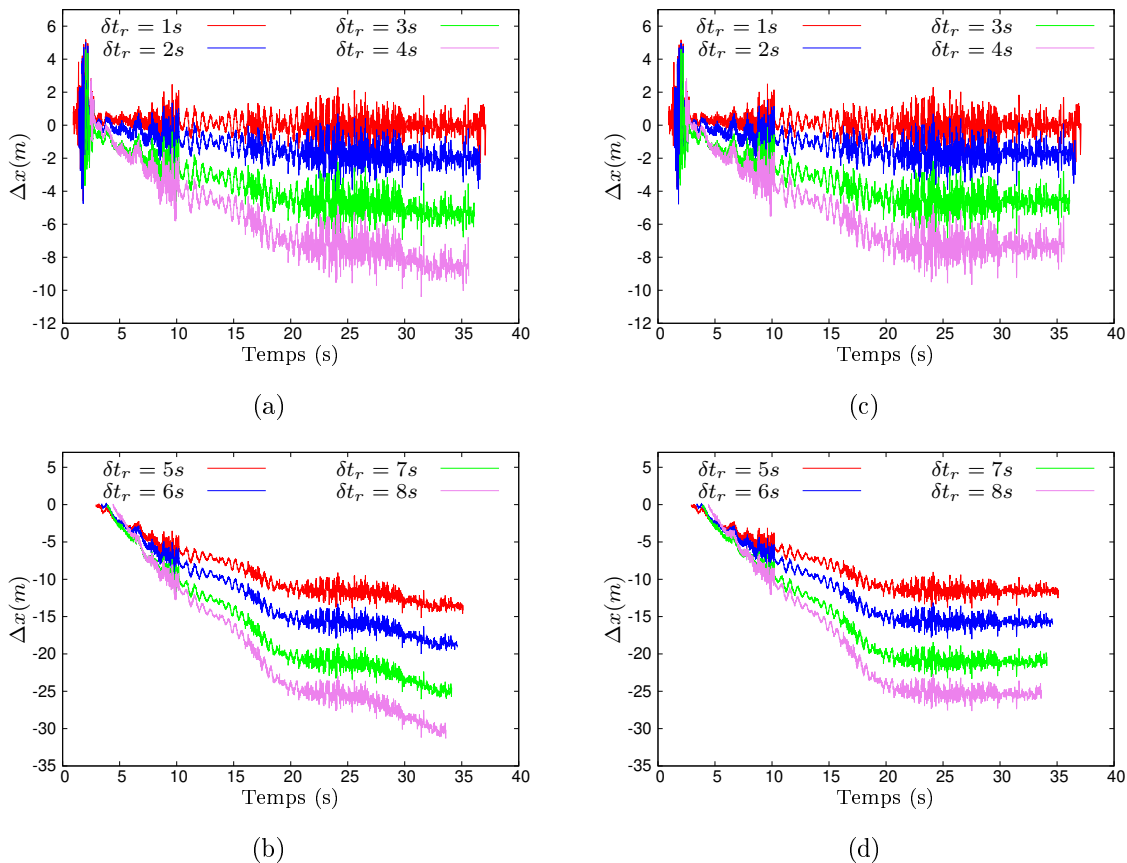 6
4
2
0
-2
-4
-6
-8
-10
-12
0 5 10 15 20 25 30 35 40
Δx(m)
Temps (s)
δt_r = 1s δt_r = 3s
δt_r = 2s δt_r = 4s
(a)
6
4
2
0
-2
-4
-6
-8
-10
-12
0 5 10 15 20 25 30 35 40
Δx(m)
Temps (s)
δt_r = 1s δt_r = 3s
δt_r = 2s δt_r = 4s
(c)
5
0
-5
-10
-15
-20
-25
-30
-35
0 5 10 15 20 25 30 35 40
Δx(m)
Temps (s)
δt_r = 5s δt_r = 7s
δt_r = 6s δt_r = 8s
(b)
5
0
-5
-10
-15
-20
-25
-30
-35
0 5 10 15 20 25 30 35 40
Δx(m)
Temps (s)
δt_r = 5s δt_r = 7s
δt_r = 6s δt_r = 8s
(d)